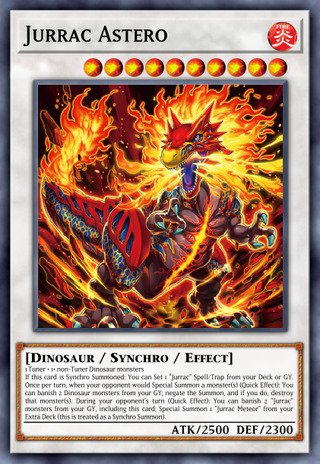 Jurrac Astero
FIRE
炎
[Dinosaur / Synchro / Effect]
1 Tuner + 1+ non-Tuner Dinosaur monsters
If this card is Synchro Summoned: You can Set 1 "Jurrac" Spell/Trap from your Deck or GY.
Once per turn, when your opponent would Special Summon a monster(s) (Quick Effect): You
can banish 2 Dinosaur monsters from your GY; negate the Summon, and if you do, destroy
that monster(s). During your opponent's turn (Quick Effect): You can banish 2 "Jurrac"
monsters from your GY, including this card; Special Summon 1 "Jurrac Meteor" from your
Extra Deck (this is treated as a Synchro Summon).
ATK/2500 DEF/2300